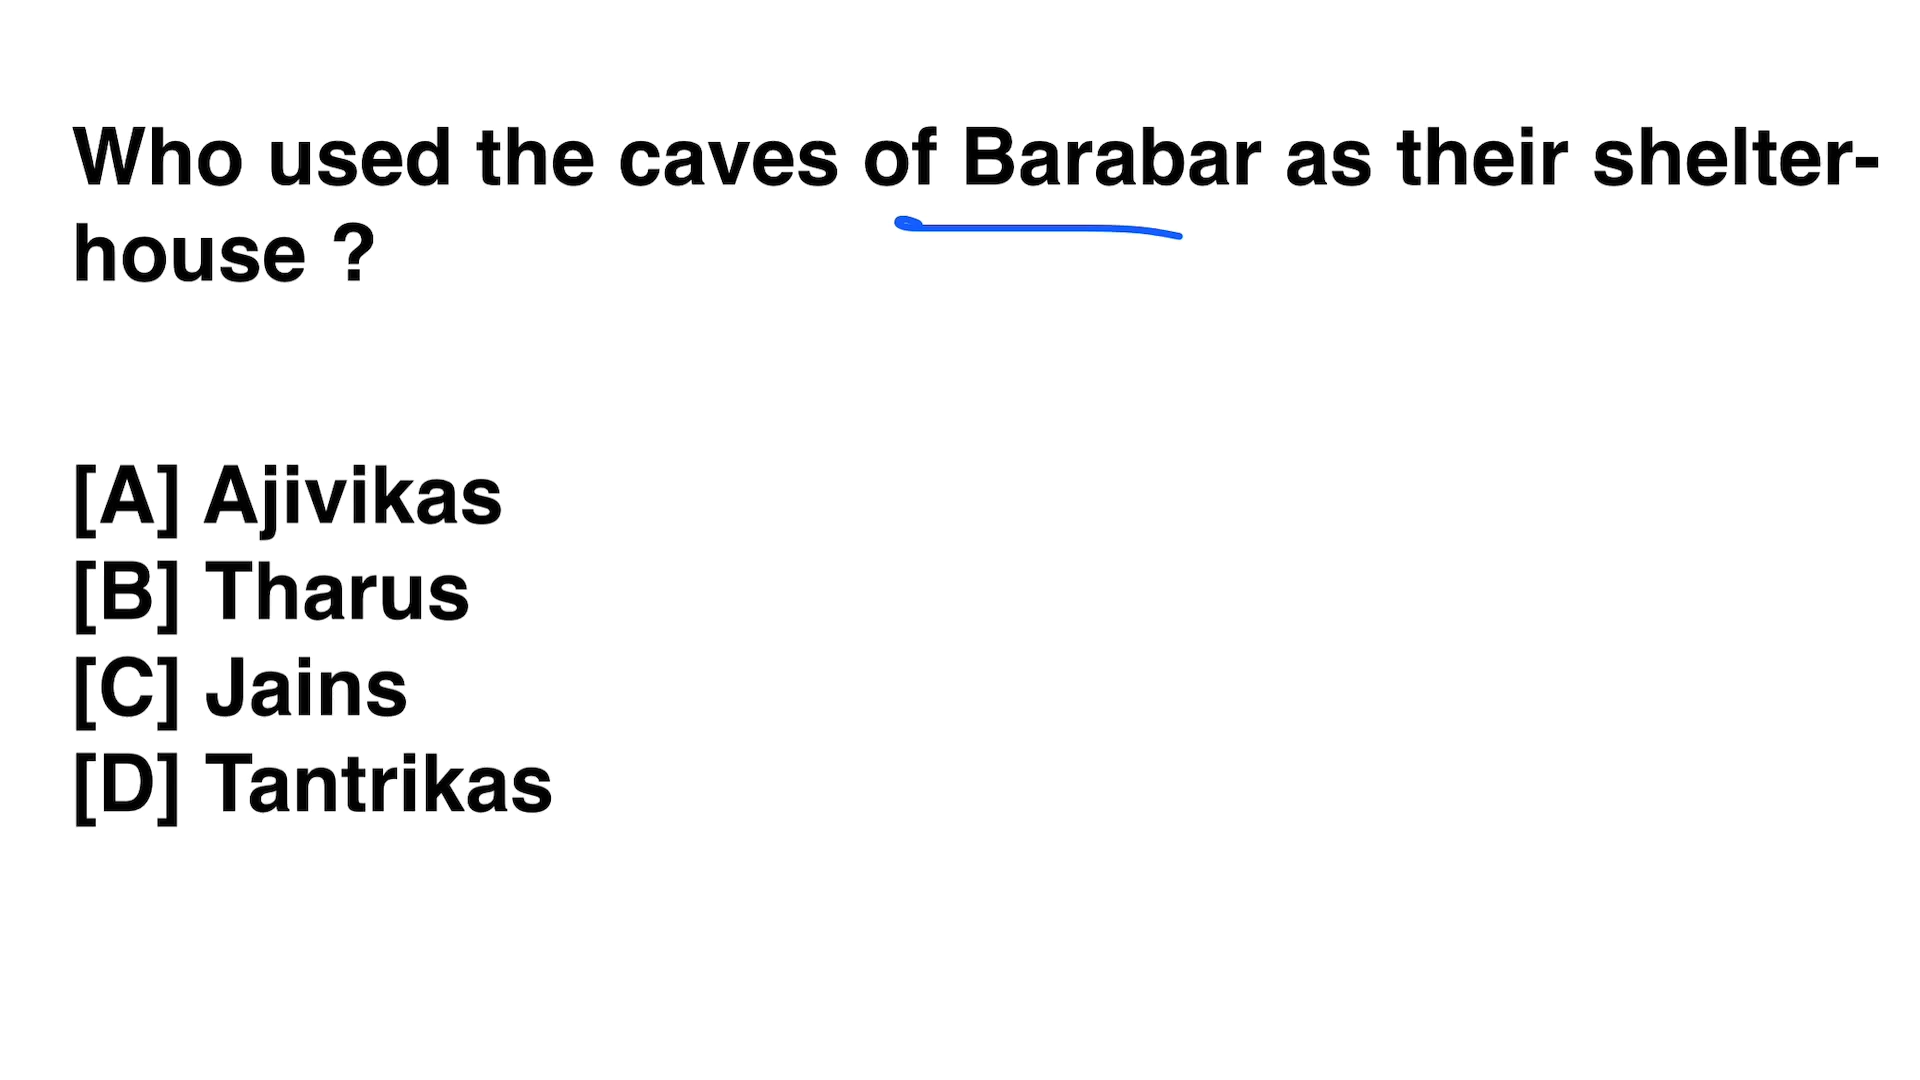 Who used the caves of Barabar as their shelter-
house ?
[A] Ajivikas
[B] Tharus
[C] Jains
[D] Tantrikas